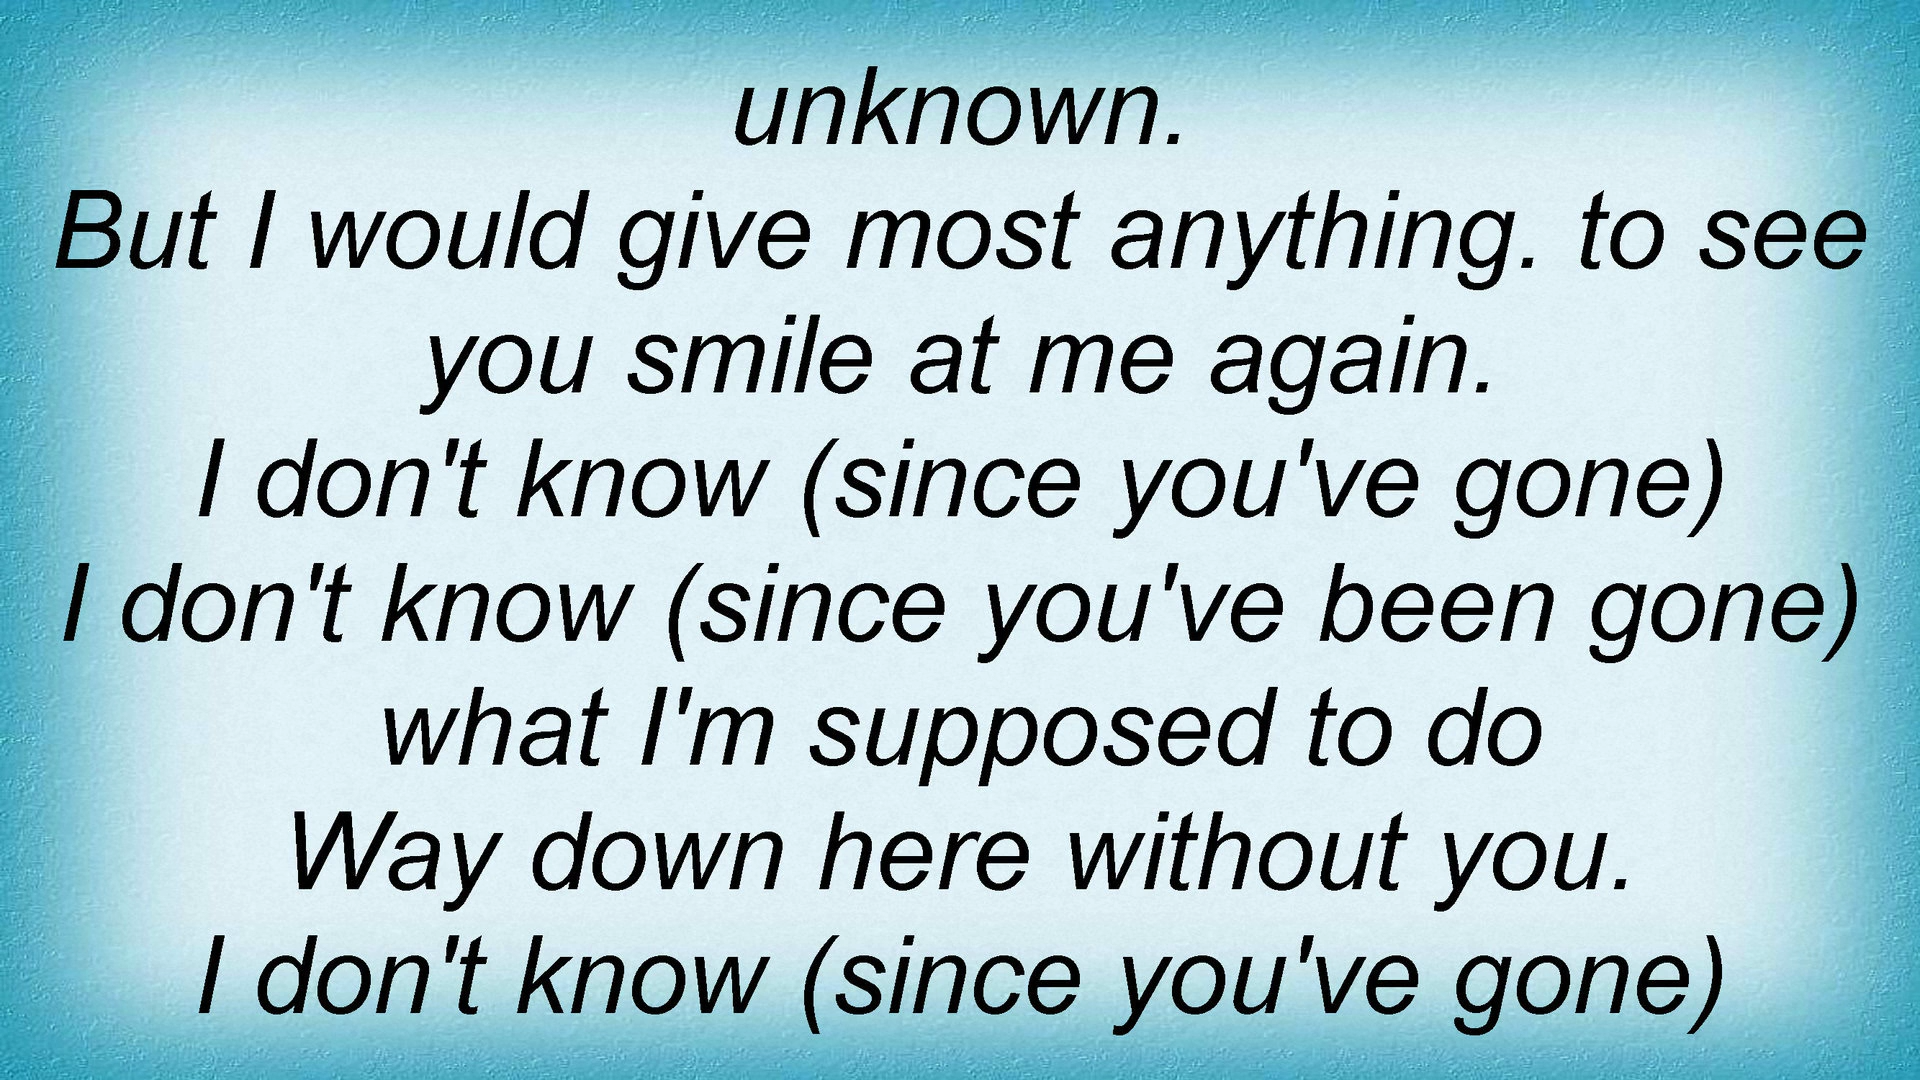 unknown.
But I would give most anything. to see
you smile at me again.
I don't know (since you've gone)
I don't know (since you've been gone)
what I'm supposed to do
Way down here without you.
I don't know (since you've gone)